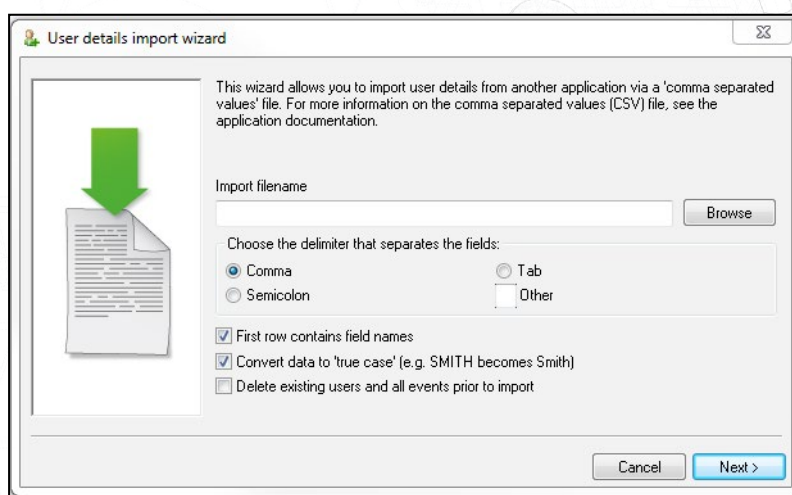 User details import wizard
This wizard allows you to import user details from another application via a 'comma separated
values' file. For more information on the comma separated values (CSV) file, see the
application documentation.
Import filename
Browse
Choose the delimiter that separates the fields:
Comma
Tab
Semicolon
Other
First row contains field names
Convert data to 'true case' (e.g. SMITH becomes Smith)
Delete existing users and all events prior to import
Cancel
Next >